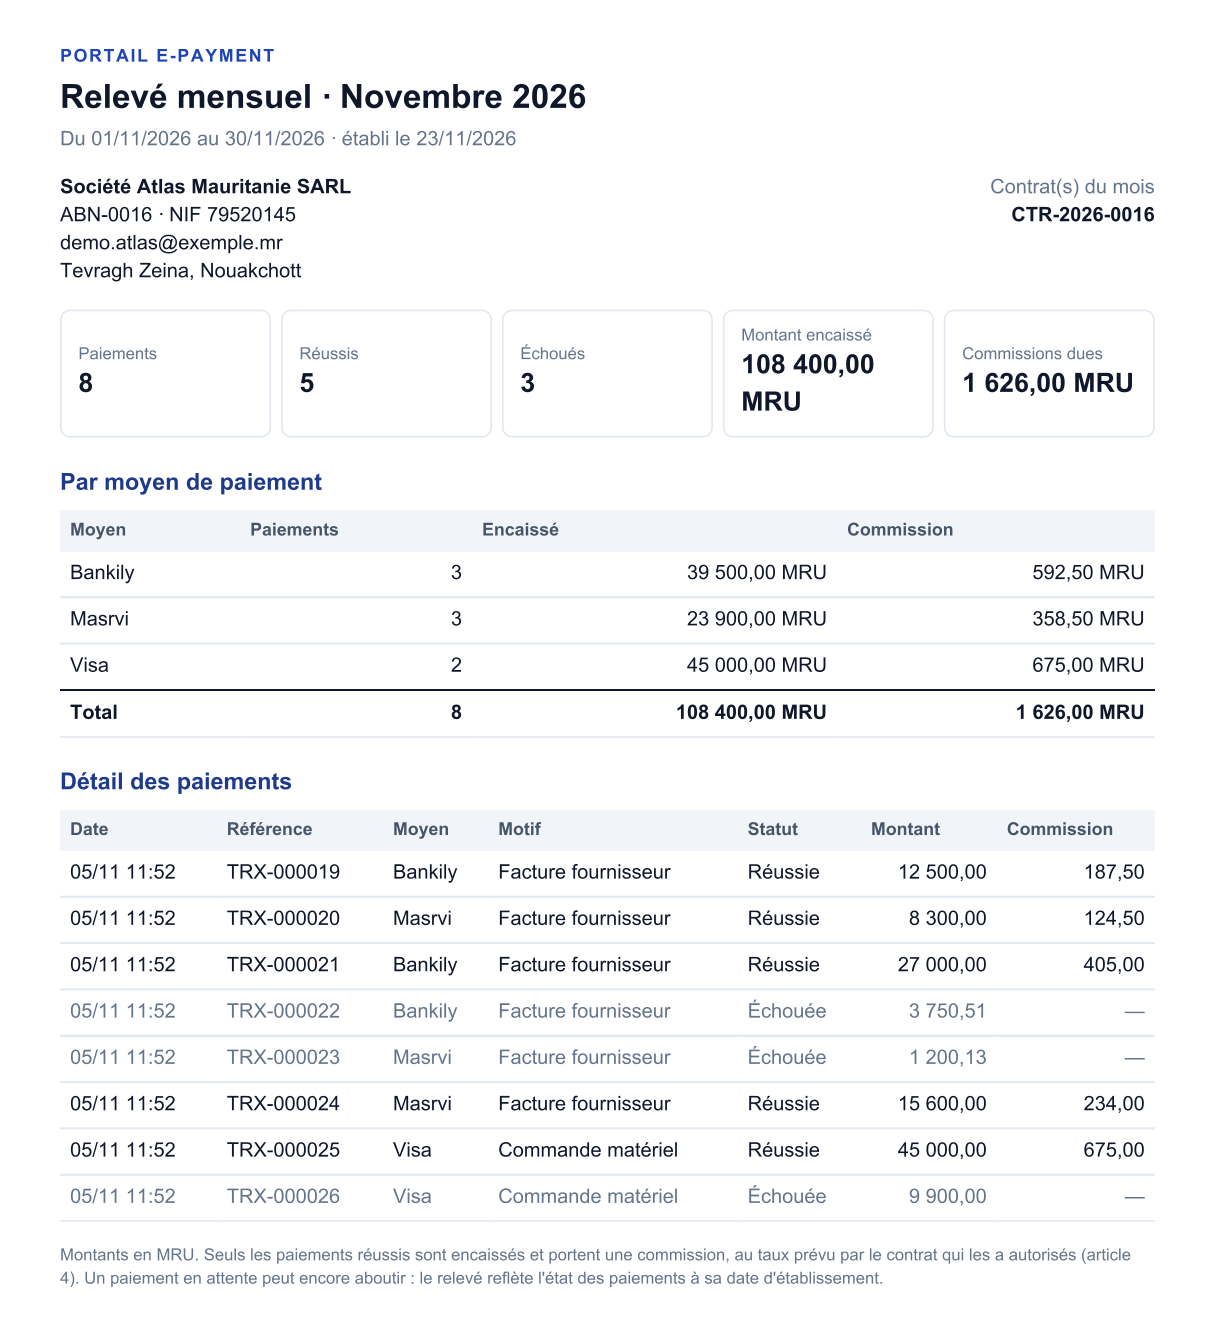 PORTAIL E-PAYMENT
Relevé mensuel · Novembre 2026
Du 01/11/2026 au 30/11/2026 · établi le 23/11/2026
Société Atlas Mauritanie SARL
ABN-0016 · NIF 79520145
demo.atlas@exemple.mr
Tevragh Zeina, Nouakchott
Contrat(s) du mois
CTR-2026-0016
Paiements
8
Réussis
5
Échoués
3
Montant encaissé
108 400,00
MRU
Commissions dues
1 626,00 MRU
Par moyen de paiement
Moyen Paiements Encaissé Commission
Bankily 3 39 500,00 MRU 592,50 MRU
Masrvi 3 23 900,00 MRU 358,50 MRU
Visa 2 45 000,00 MRU 675,00 MRU
Total 8 108 400,00 MRU 1 626,00 MRU
Détail des paiements
Date Référence Moyen Motif Statut Montant Commission
05/11 11:52 TRX-000019 Bankily Facture fournisseur Réussie 12 500,00 187,50
05/11 11:52 TRX-000020 Masrvi Facture fournisseur Réussie 8 300,00 124,50
05/11 11:52 TRX-000021 Bankily Facture fournisseur Réussie 27 000,00 405,00
05/11 11:52 TRX-000022 Bankily Facture fournisseur Échouée 3 750,51 —
05/11 11:52 TRX-000023 Masrvi Facture fournisseur Échouée 1 200,13 —
05/11 11:52 TRX-000024 Masrvi Facture fournisseur Réussie 15 600,00 234,00
05/11 11:52 TRX-000025 Visa Commande matériel Réussie 45 000,00 675,00
05/11 11:52 TRX-000026 Visa Commande matériel Échouée 9 900,00 —
Montants en MRU. Seuls les paiements réussis sont encaissés et portent une commission, au taux prévu par le contrat qui les a autorisés (article
4). Un paiement en attente peut encore aboutir : le relevé reflète l'état des paiements à sa date d'établissement.